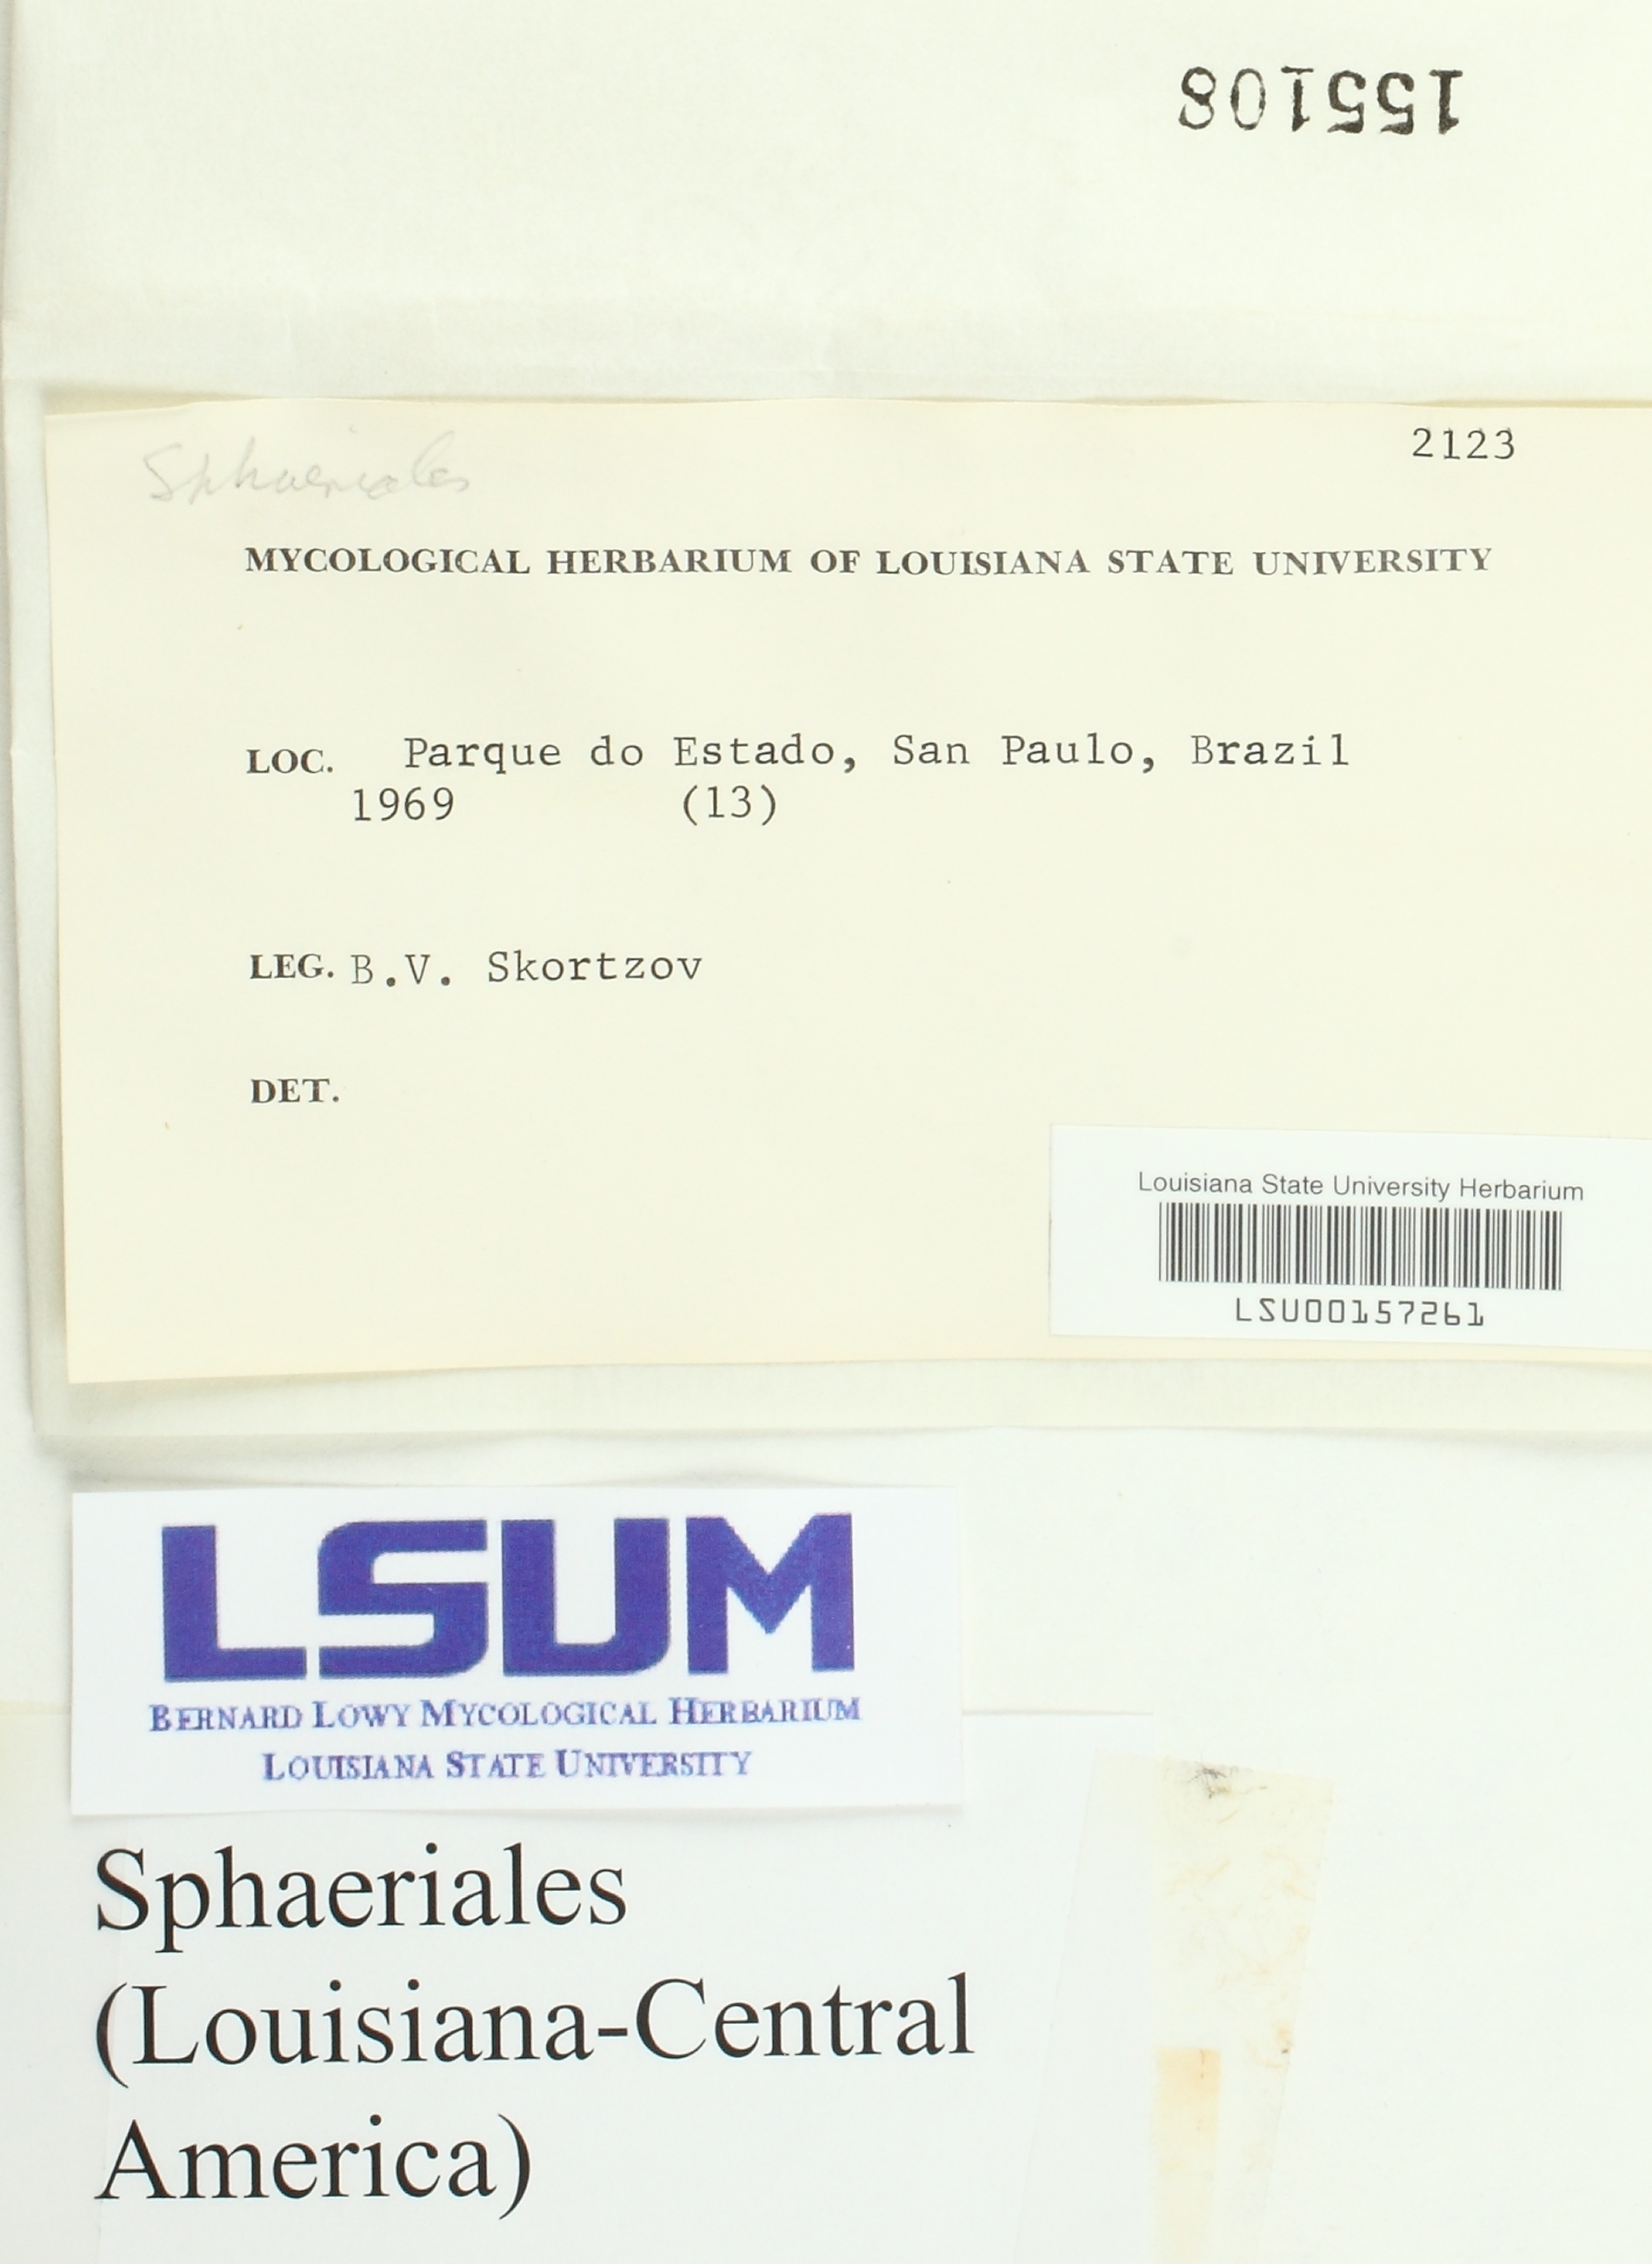 155108
2123
Sphaeriales
MYCOLOGICAL HERBARIUM OF LOUISIANA STATE UNIVERSITY
LOC. Parque do Estado, San Paulo, Brazil
1969 (13)
LEG. B.V. Skortzov
DET.
Louisiana State University Herbarium
LSU00157261
LSUM
BERNARD LOWY MYCOLOGICAL HERBARIUM
LOUISIANA STATE UNIVERSITY
Sphaeriales
(Louisiana-Central
America)